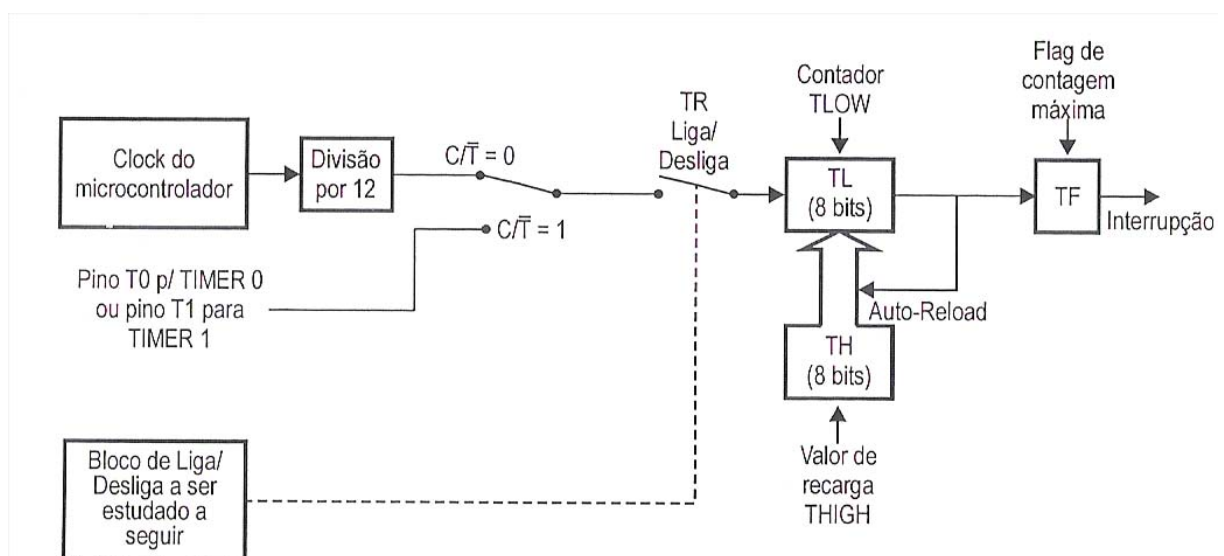 Clock do
microcontrolador
Divisão
por 12
C/T̅ = 0
C/T̅ = 1
Pino T0 p/ TIMER 0
ou pino T1 para
TIMER 1
TR
Liga/
Desliga
Contador
TLOW
TL
(8 bits)
Flag de
contagem
máxima
TF
Interrupção
Auto-Reload
TH
(8 bits)
Valor de
recarga
THIGH
Bloco de Liga/
Desliga a ser
estudado a
seguir